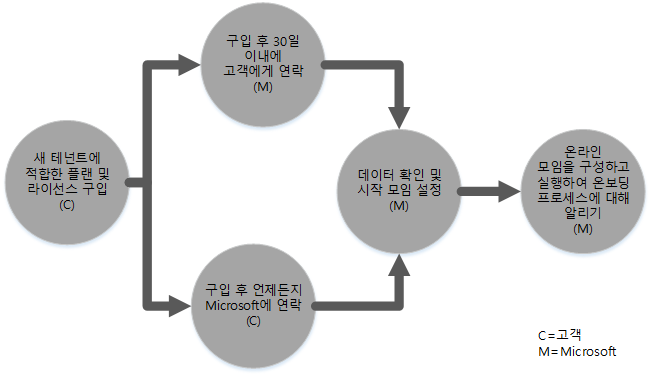 새 테넌트에
적합한 플랜 및
라이선스 구입
(C)
구입 후 30일
이내에
고객에게 연락
(M)
구입 후 언제든지
Microsoft에 연락
(C)
데이터 확인 및
시작 모임 설정
(M)
온라인
모임을 구성하고
실행하여 온보딩
프로세스에 대해
알리기
(M)
C=고객
M=Microsoft